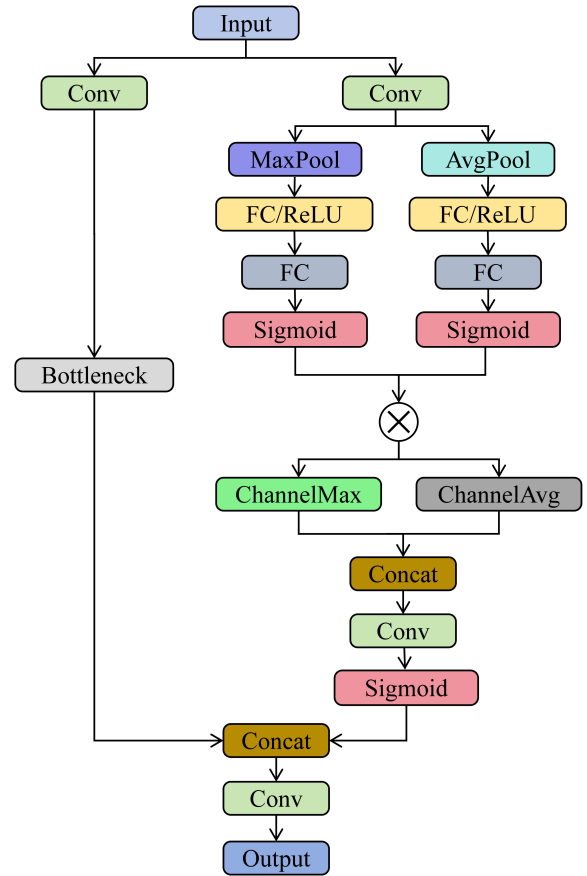 Input
Conv
Conv
MaxPool
AvgPool
FC/ReLU
FC/ReLU
FC
FC
Sigmoid
Sigmoid
Bottleneck
ChannelMax
ChannelAvg
Concat
Conv
Sigmoid
Concat
Conv
Output